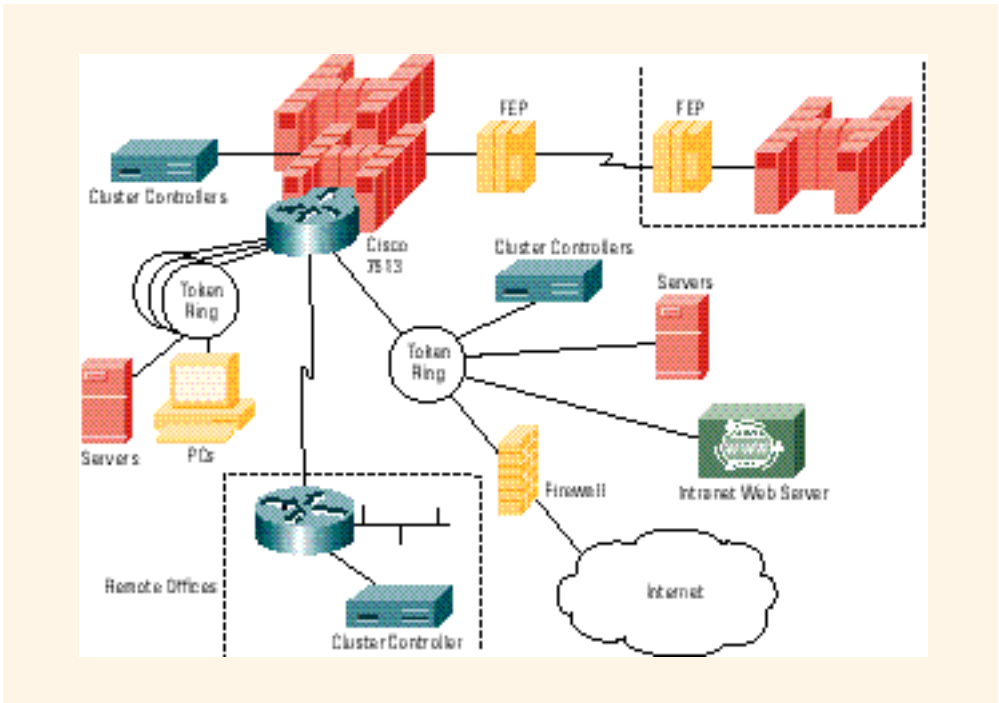 FEP
FEP
Cluster Controllers
Cisco
7513
Cluster Controllers
Token
Ring
Servers
Token
Ring
Servers
PCs
Firewall
Intranet Web Server
Remote Offices
Internet
Cluster Controller